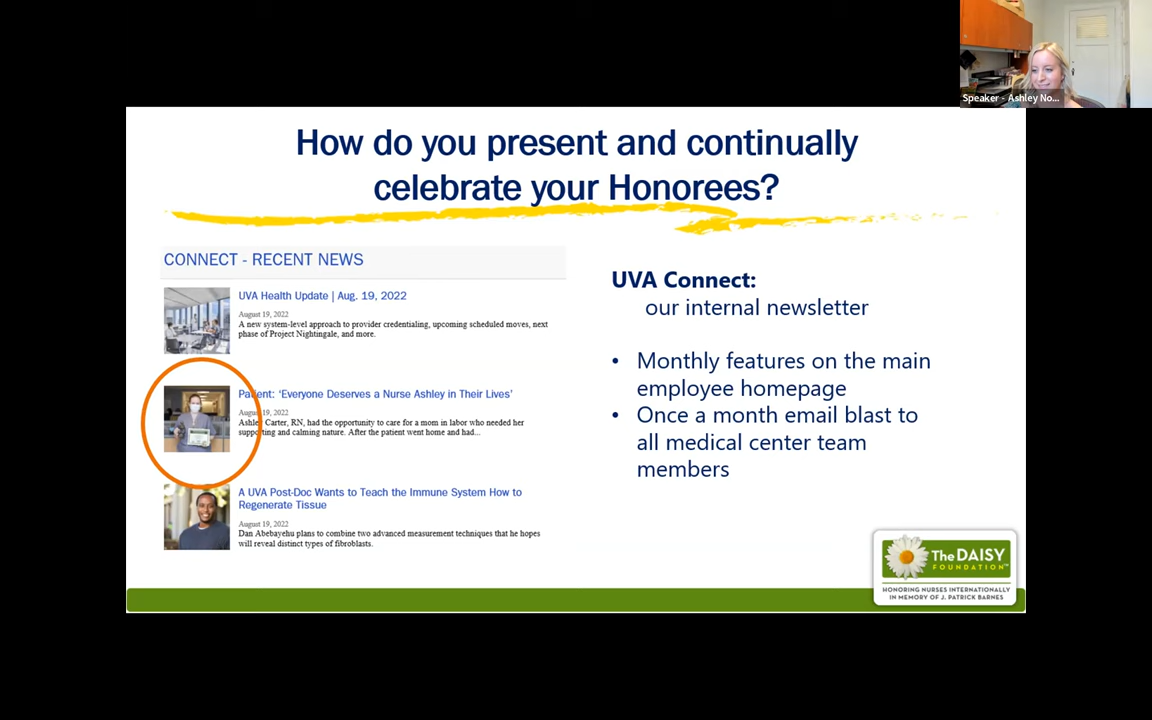 Speaker - Ashley No...
How do you present and continually
celebrate your Honorees?
CONNECT - RECENT NEWS
UVA Health Update | Aug. 19, 2022
August 19, 2022
A new system-level approach to provider credentialing, upcoming scheduled moves, next
phase of Project Nightingale, and more.
Patient: ‘Everyone Deserves a Nurse Ashley in Their Lives’
August 19, 2022
Ashley Carter, RN, had the opportunity to care for a mom in labor who needed her
supporting and calming nature. After the patient went home and had...
A UVA Post-Doc Wants to Teach the Immune System How to
Regenerate Tissue
August 19, 2022
Dan Abebayehu plans to combine two advanced measurement techniques that he hopes
will reveal distinct types of fibroblasts.
UVA Connect:
our internal newsletter
• Monthly features on the main
employee homepage
• Once a month email blast to
all medical center team
members
The DAISY
FOUNDATION™
HONORING NURSES INTERNATIONALLY
IN MEMORY OF J. PATRICK BARNES